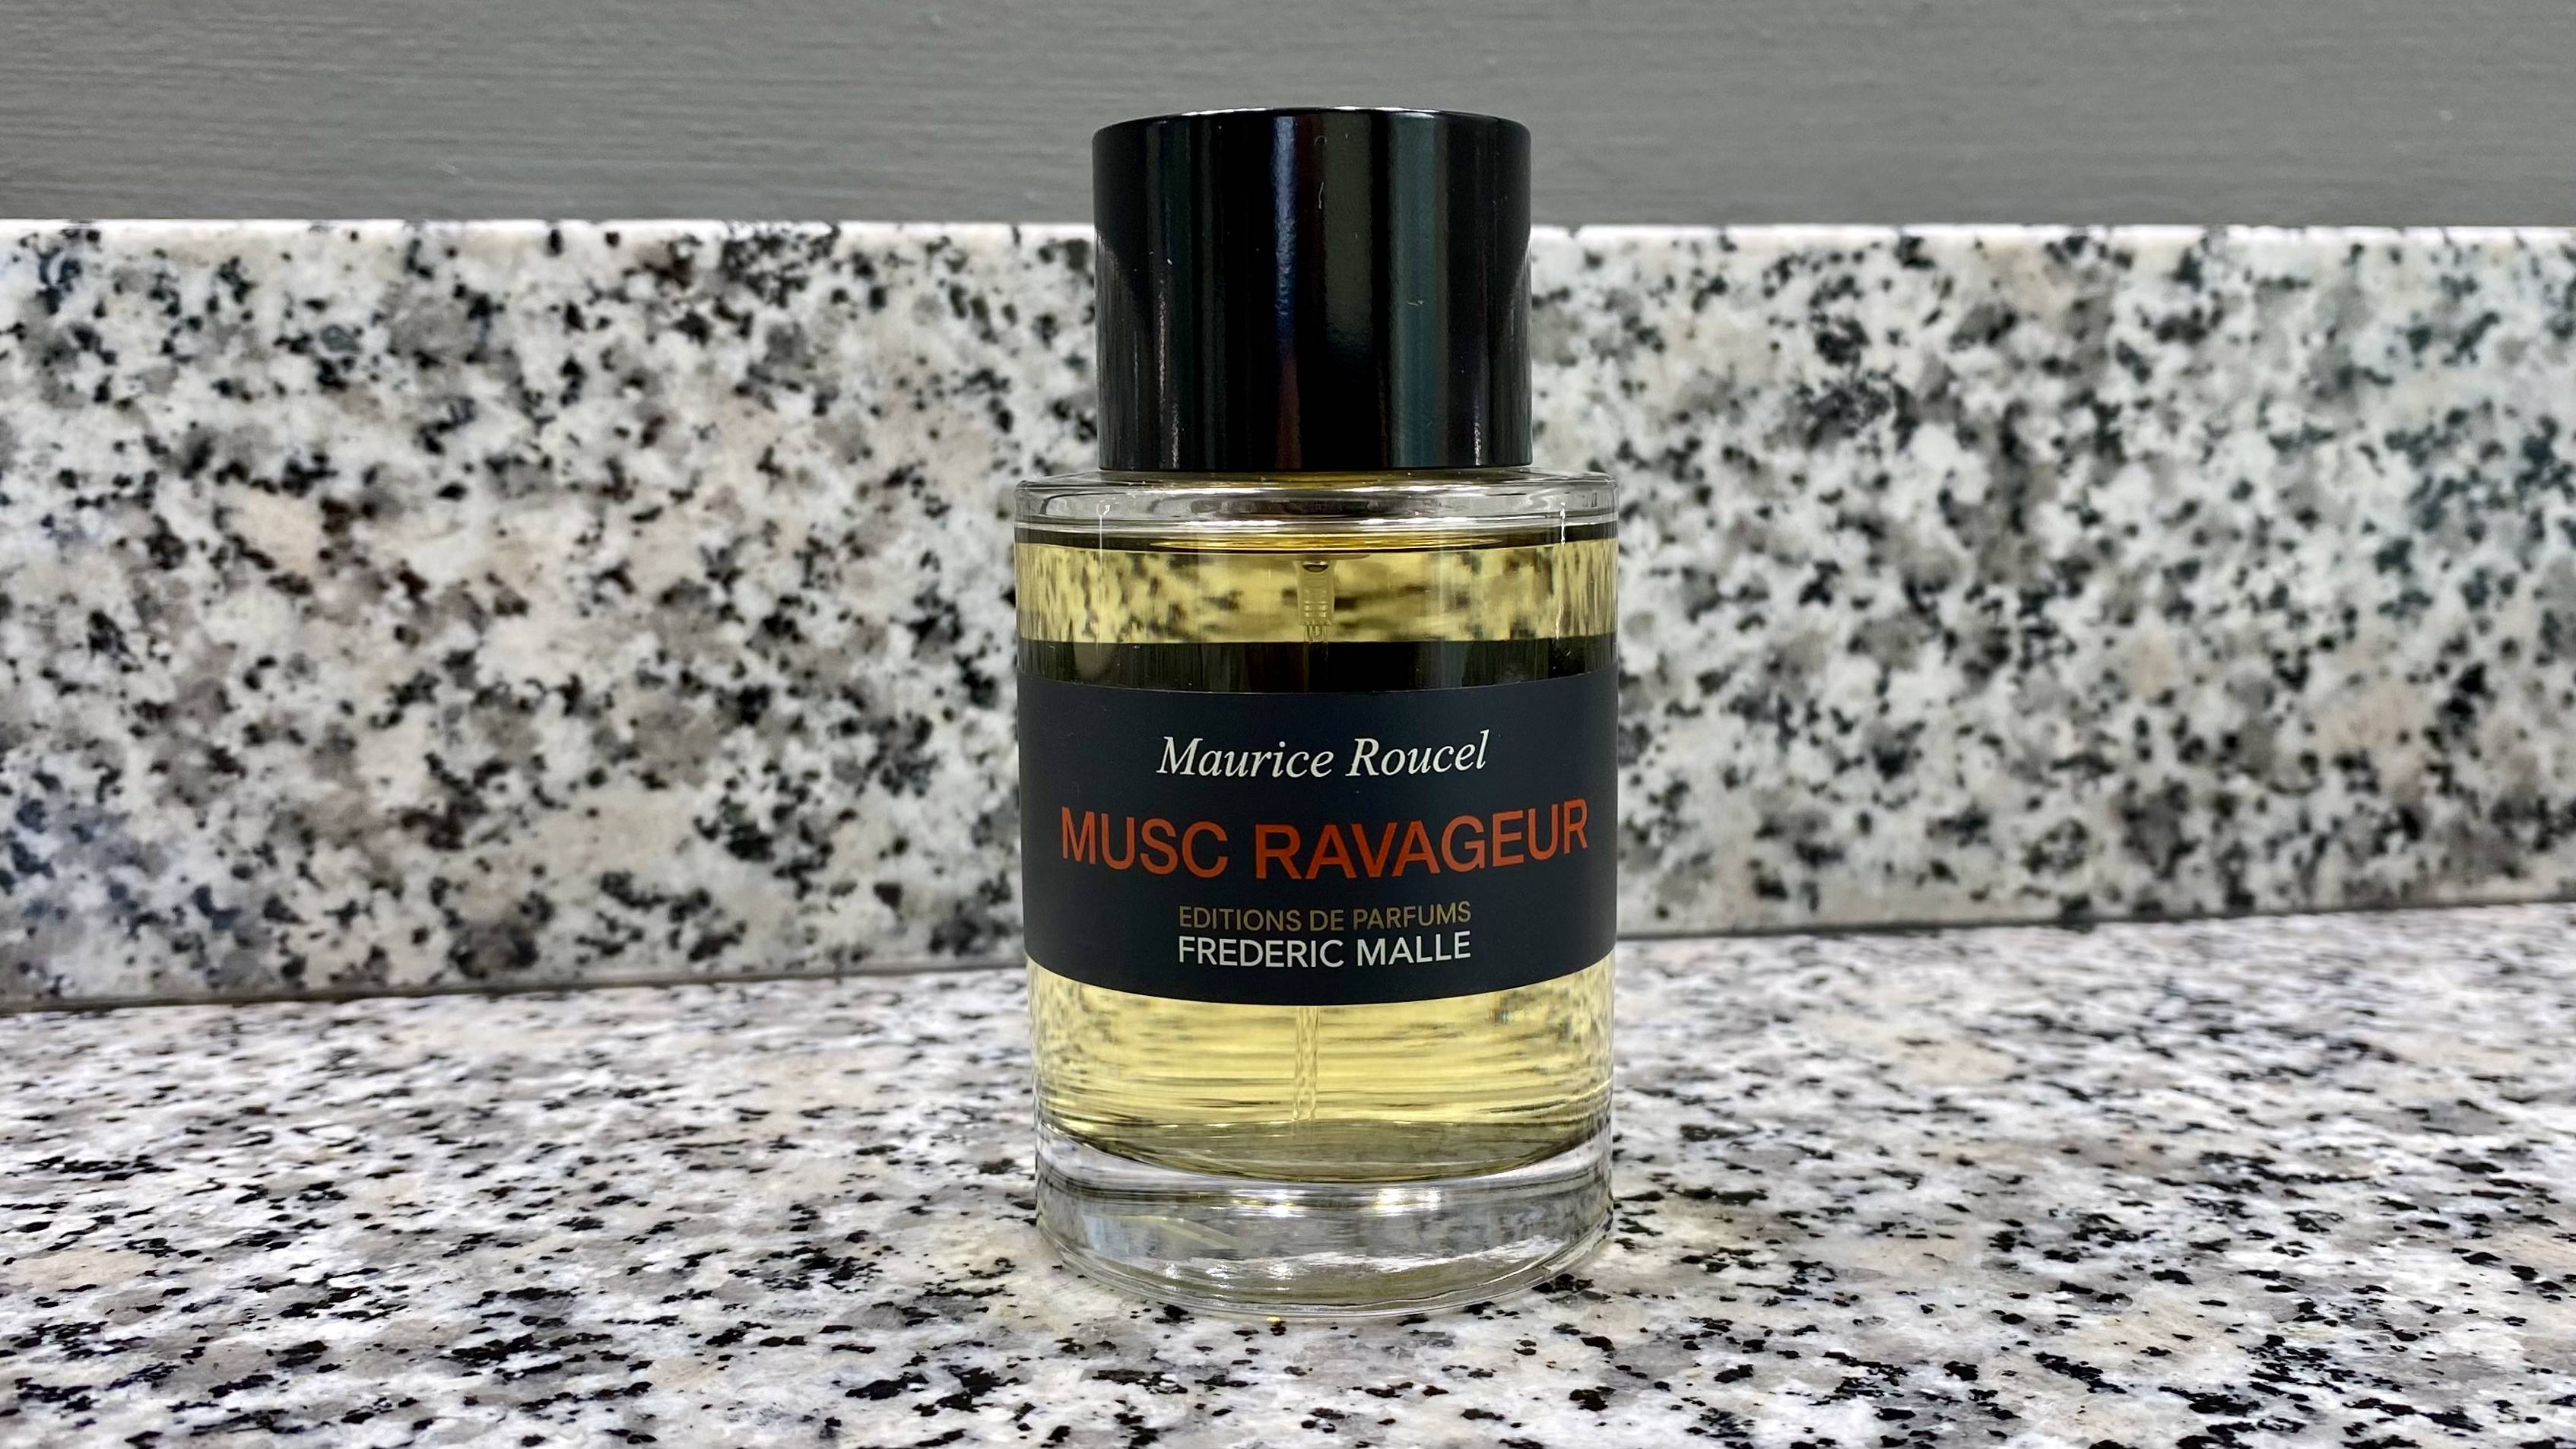 Maurice Roucel
MUSC RAVAGEUR
EDITIONS DE PARFUMS
FREDERIC MALLE